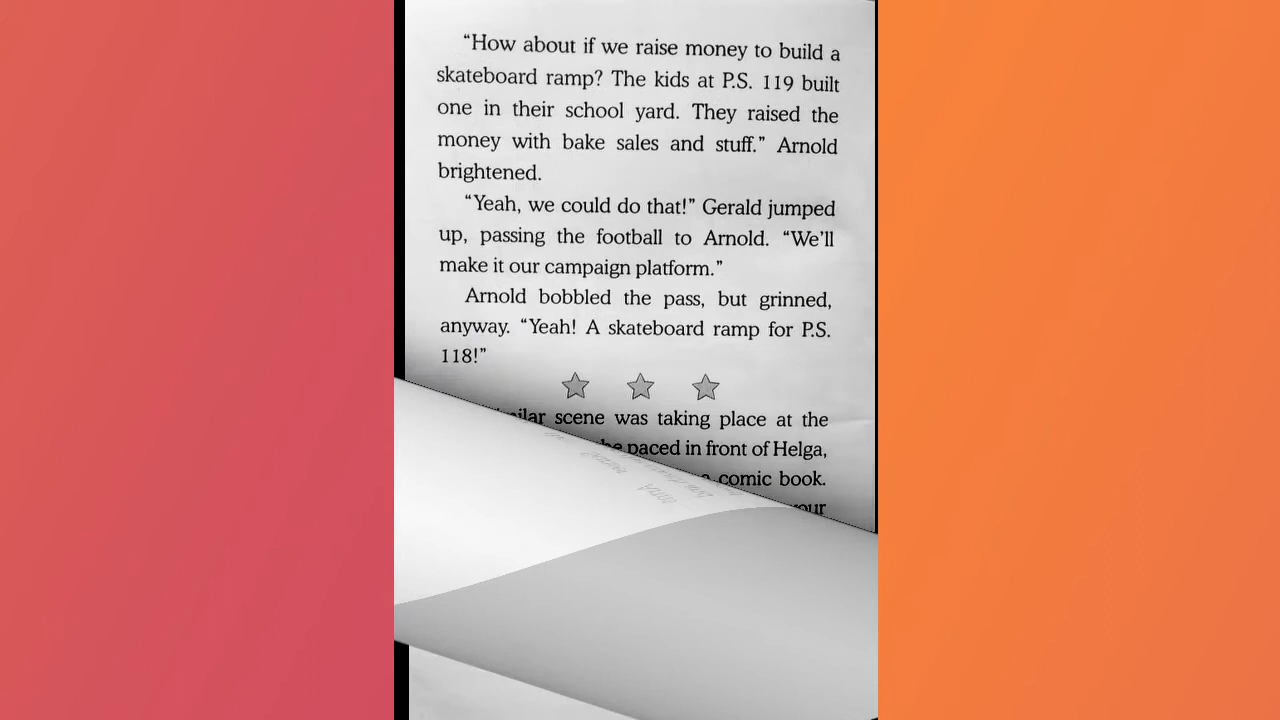 “How about if we raise money to build a
skateboard ramp? The kids at P.S. 119 built
one in their school yard. They raised the
money with bake sales and stuff.” Arnold
brightened.
“Yeah, we could do that!” Gerald jumped
up, passing the football to Arnold. “We’ll
make it our campaign platform.”
Arnold bobbled the pass, but grinned,
anyway. “Yeah! A skateboard ramp for P.S.
118!”
scene was taking place at the
paced in front of Helga,
comic book.